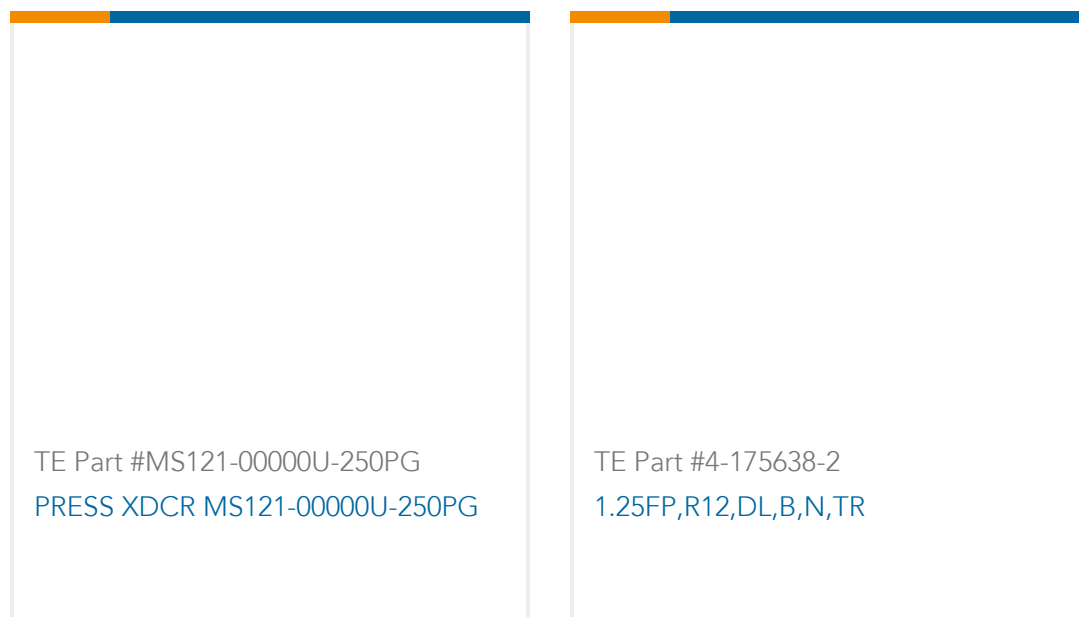 TE Part #MS121-00000U-250PG
PRESS XDCR MS121-00000U-250PG
TE Part #4-175638-2
1.25FP,R12,DL,B,N,TR